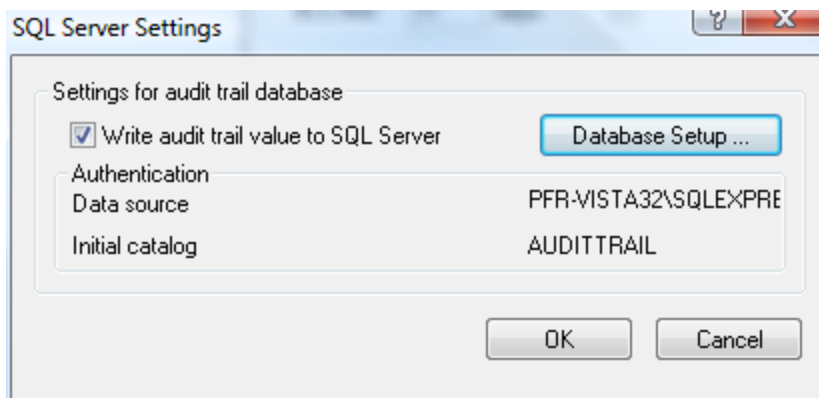 SQL Server Settings
Settings for audit trail database
Write audit trail value to SQL Server
Database Setup ...
Authentication
Data source
PFR-VISTA32\SQLEXPRE
Initial catalog
AUDITTRAIL
OK
Cancel